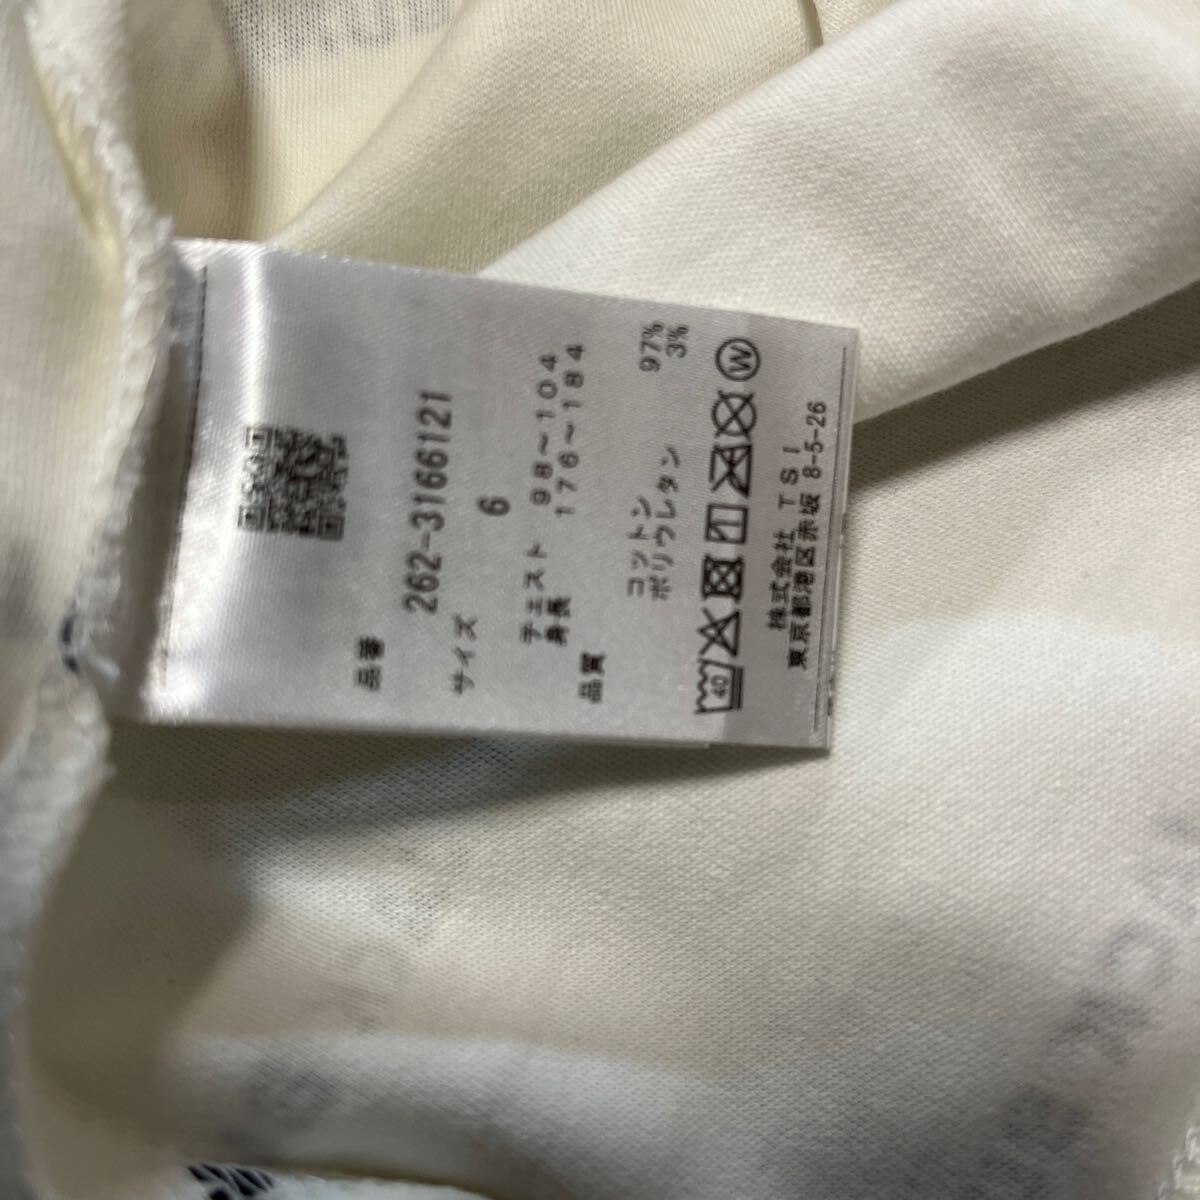 品番
262-3166121
サイズ
6
チェスト 98~104
身長 176~184
品質
コットン 97%
ポリウレタン 3%
40
W
株式会社 TSI
東京都港区赤坂 8-5-26